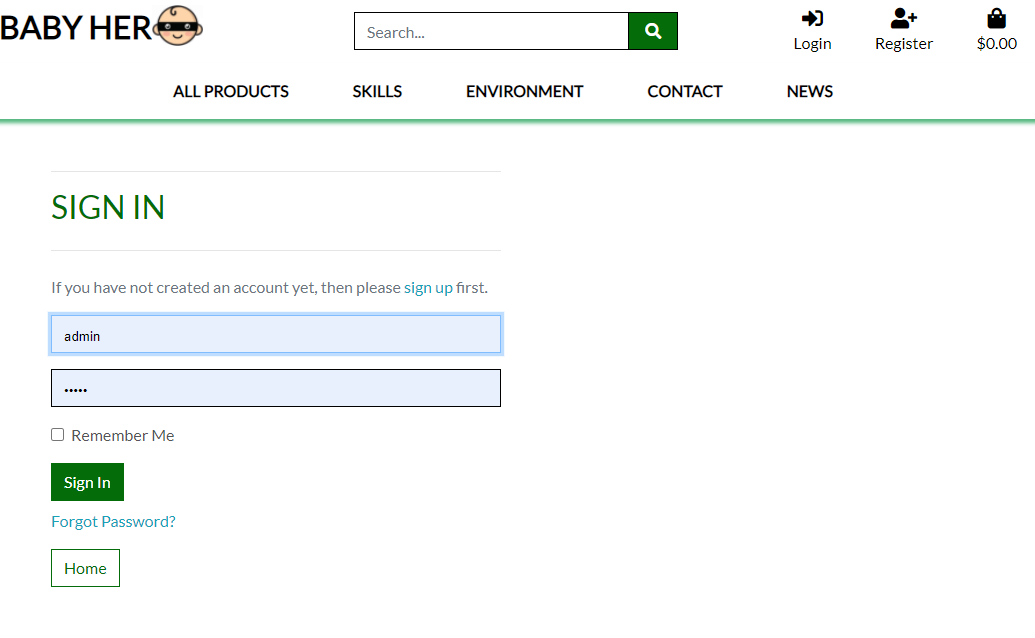 BABY HER
Search...
Login
Register
$0.00
ALL PRODUCTS
SKILLS
ENVIRONMENT
CONTACT
NEWS
SIGN IN
If you have not created an account yet, then please sign up first.
admin
•••••
Remember Me
Sign In
Forgot Password?
Home